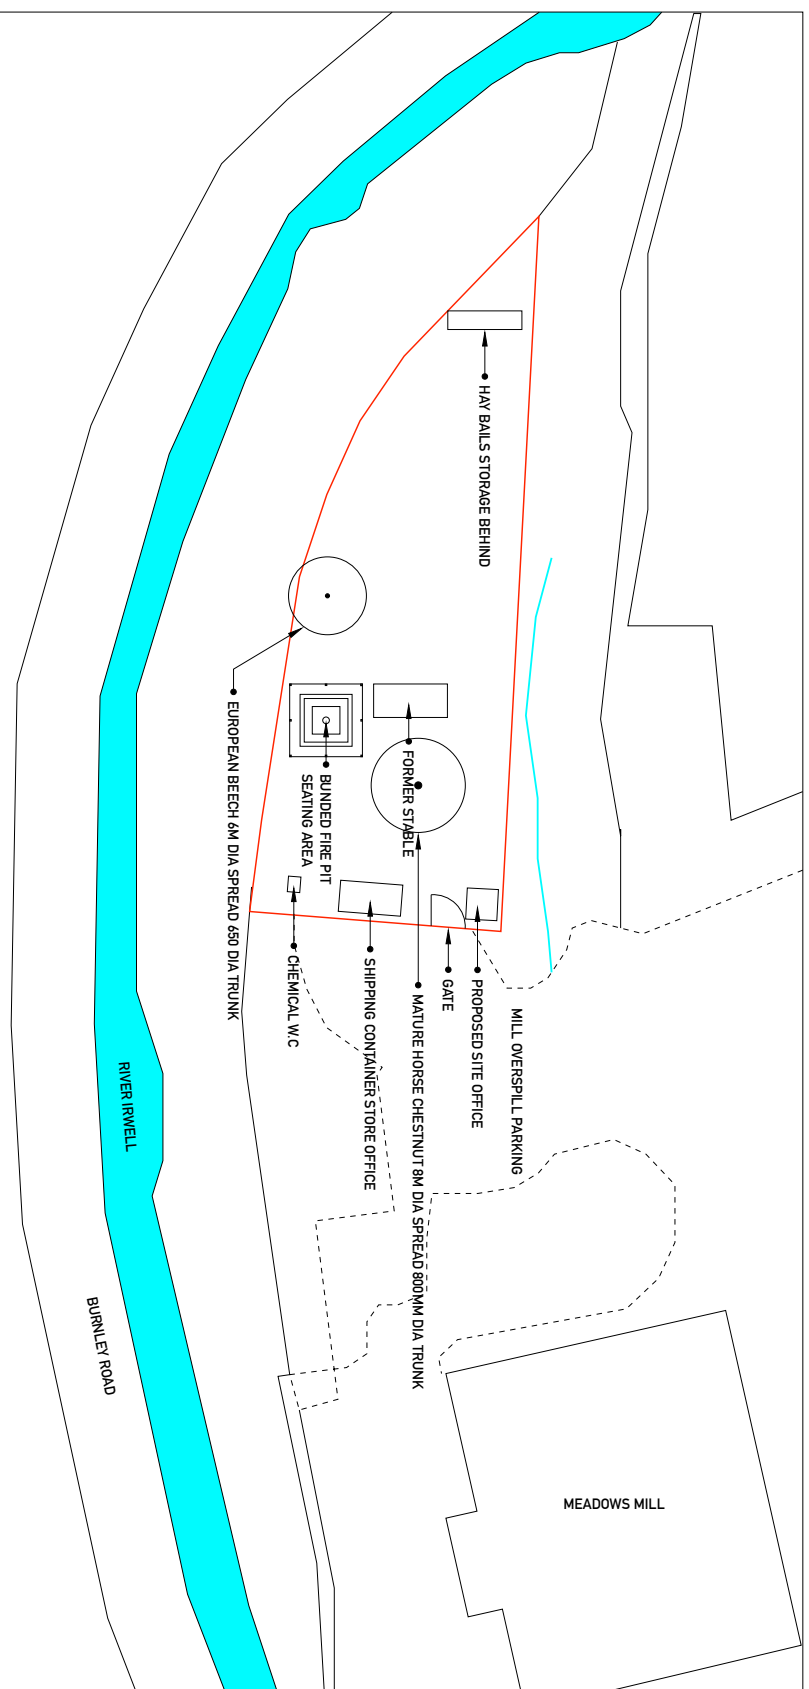 HAY BAILS STORAGE BEHIND
EUROPEAN BEECH 6M DIA SPREAD 650 DIA TRUNK
BUNDED FIRE PIT
SEATING AREA
FORMER STABLE
CHEMICAL W.C
SHIPPING CONTAINER STORE OFFICE
MATURE HORSE CHESTNUT 8M DIA SPREAD 800MM DIA TRUNK
GATE
PROPOSED SITE OFFICE
MILL OVERSPILL PARKING
RIVER IRWELL
BURNLEY ROAD
MEADOWS MILL